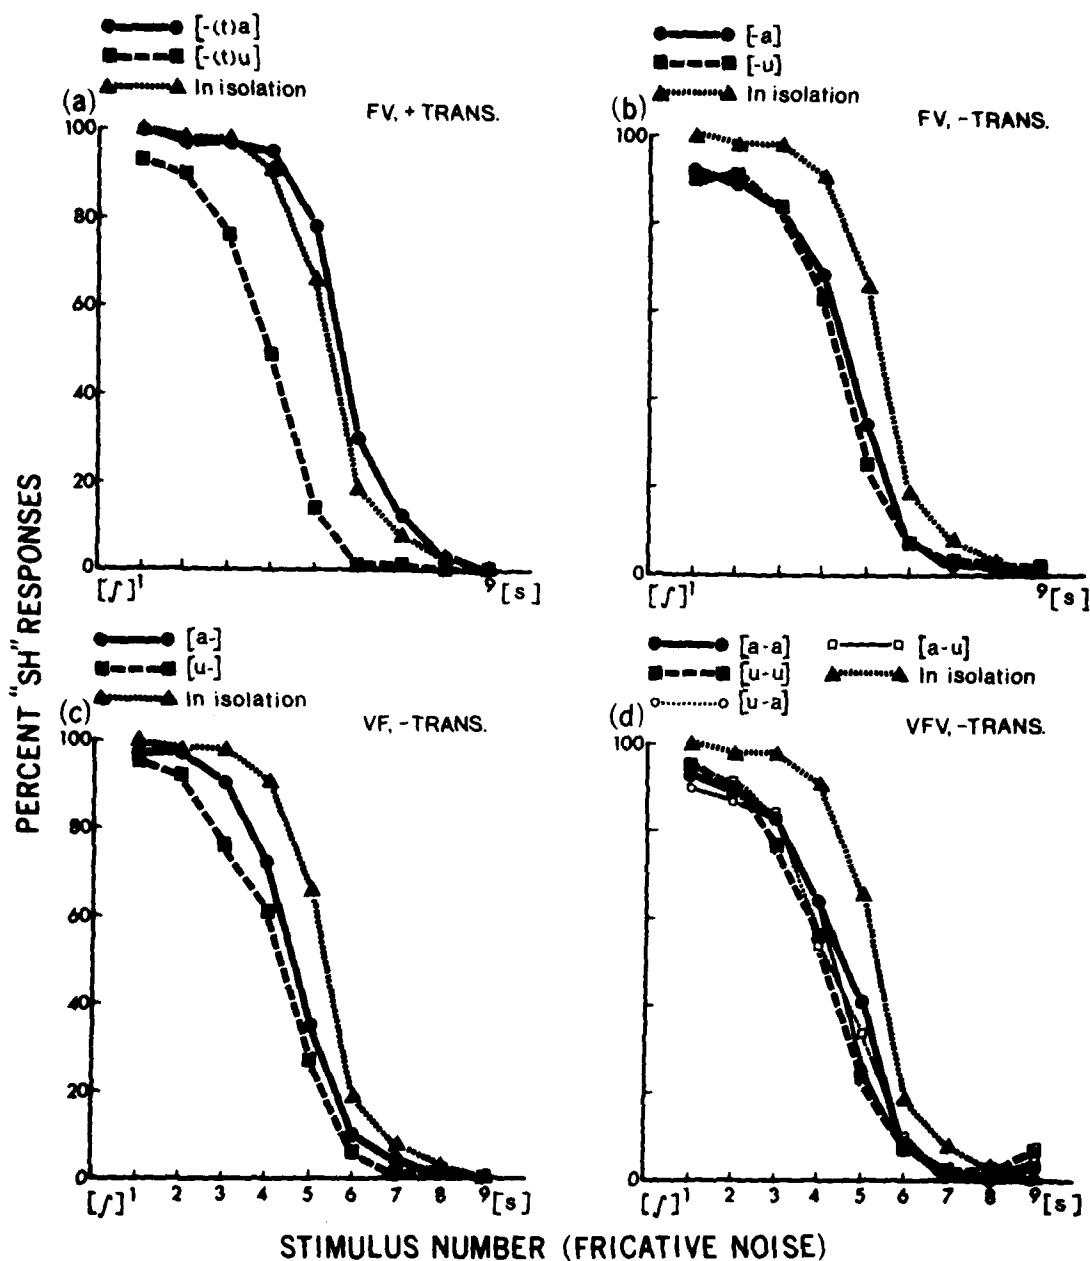 [-(t)a]
[-(t)u]
In isolation
(a)
FV, + TRANS.
100
80
60
40
20
0
[ʃ]1
9[s]
[-a]
[-u]
In isolation
(b)
FV, - TRANS.
100
0
[ʃ]1
9[s]
PERCENT "SH" RESPONSES
[a-]
[u-]
In isolation
(c)
VF, - TRANS.
100
80
60
40
20
0
[ʃ]1 2 3 4 5 6 7 8 9[s]
[a-a]
[u-u]
[u-a]
[a-u]
In isolation
(d)
VFV, - TRANS.
100
0
[ʃ]1 2 3 4 5 6 7 8 9[s]
STIMULUS NUMBER (FRICATIVE NOISE)